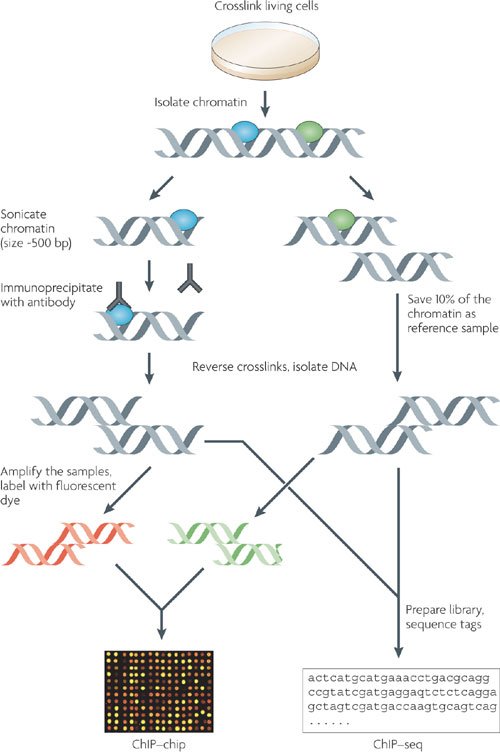 Crosslink living cells
Isolate chromatin
Sonicate
chromatin
(size ~500 bp)
Immunoprecipitate
with antibody
Save 10% of the
chromatin as
reference sample
Reverse crosslinks, isolate DNA
Amplify the samples,
label with fluorescent
dye
Prepare library,
sequence tags
actcatgcatgaaacctgacgcagg
ccgtatcgatgaggaqtctctcagga
gctagtcgatgaccaagtgcagtcag
......
ChIP–chip
ChIP–seq